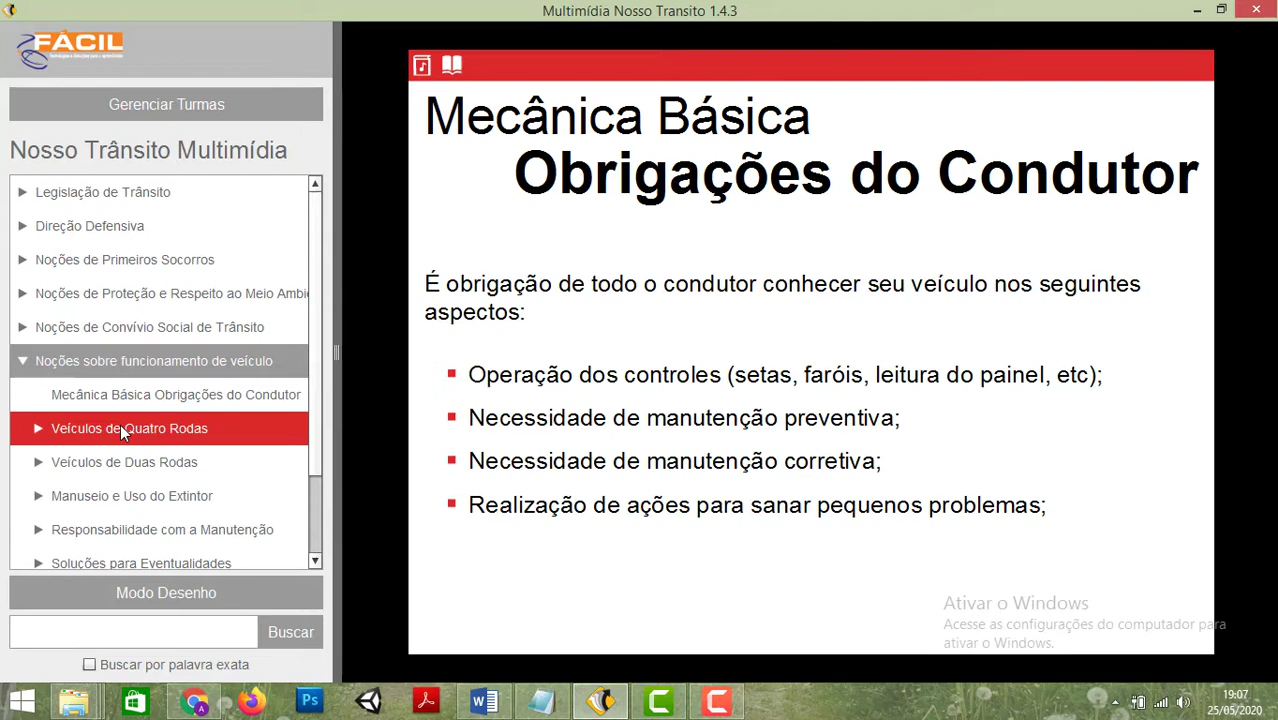 Multimídia Nosso Transito 1.4.3
FÁCIL
Gerenciar Turmas
Nosso Trânsito Multimídia
Legislação de Trânsito
Direção Defensiva
Noções de Primeiros Socorros
Noções de Proteção e Respeito ao Meio Ambi
Noções de Convívio Social de Trânsito
Noções sobre funcionamento de veículo
Mecânica Básica Obrigações do Condutor
Veículos de Quatro Rodas
Veículos de Duas Rodas
Manuseio e Uso do Extintor
Responsabilidade com a Manutenção
Soluções para Eventualidades
Modo Desenho
Buscar
Buscar por palavra exata
Mecânica Básica
Obrigações do Condutor
É obrigação de todo o condutor conhecer seu veículo nos seguintes
aspectos:
Operação dos controles (setas, faróis, leitura do painel, etc);
Necessidade de manutenção preventiva;
Necessidade de manutenção corretiva;
Realização de ações para sanar pequenos problemas;
Ativar o Windows
Acesse as configurações do computador para
ativar o Windows.
Ps
19:07
25/05/2020